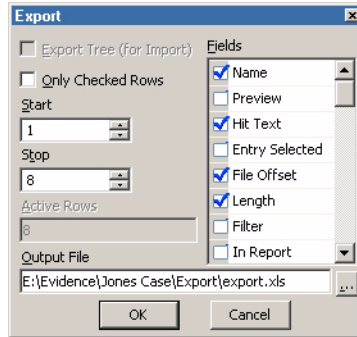 Export
Export Tree (for Import)
Only Checked Rows
Start
1
Stop
8
Active Rows
8
Fields
Name
Preview
Hit Text
Entry Selected
File Offset
Length
Filter
In Report
Output File
E:\Evidence\Jones Case\Export\export.xls
...
OK
Cancel